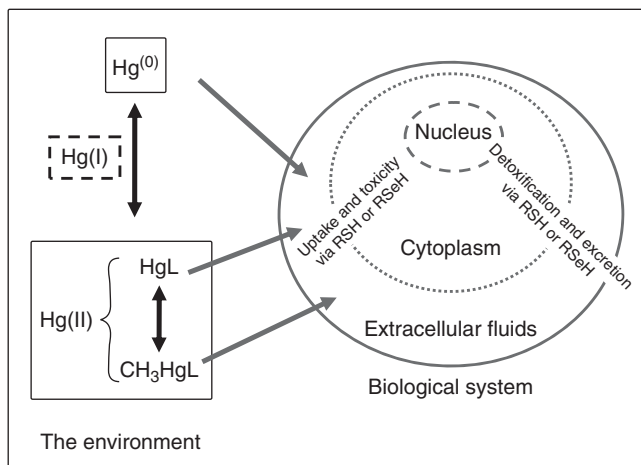 Hg(0)
Hg(I)
HgL
Hg(II)
CH3HgL
The environment
Nucleus
Uptake and toxicity
via RSH or RSeH
Detoxification and excretion
via RSH or RSeH
Cytoplasm
Extracellular fluids
Biological system